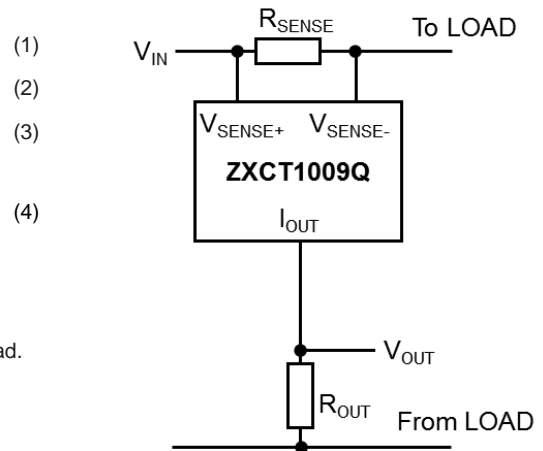 (1)
(2)
(3)
(4)
ad.
R_SENSE
To LOAD
V_IN
V_SENSE+ V_SENSE-
ZXCT1009Q
I_OUT
V_OUT
R_OUT
From LOAD